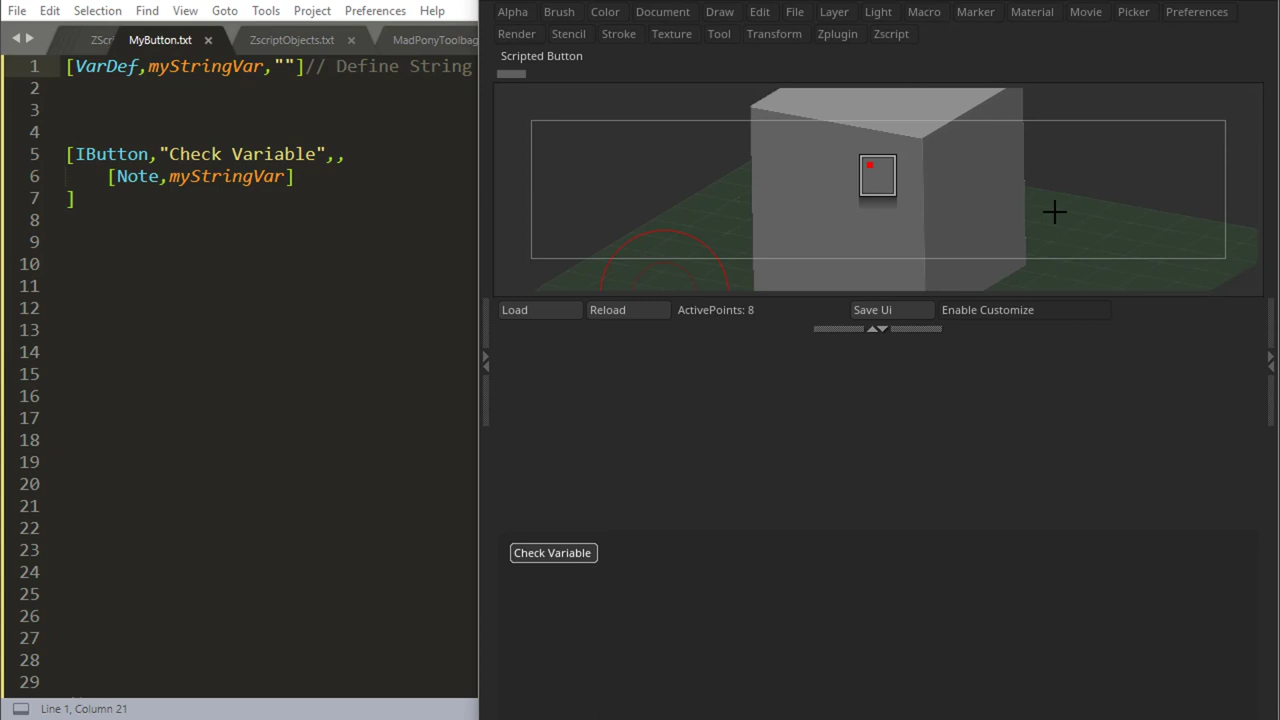 File Edit Selection Find View Goto Tools Project Preferences Help
ZScr MyButton.txt × ZscriptObjects.txt × MadPonyToolbag
1 [VarDef,myStringVar,""]// Define String
2
3
4
5 [IButton,"Check Variable",,
6 [Note,myStringVar]
7 ]
8
9
10
11
12
13
14
15
16
17
18
19
20
21
22
23
24
25
26
27
28
29
Line 1, Column 21
Alpha Brush Color Document Draw Edit File Layer Light Macro Marker Material Movie Picker Preferences
Render Stencil Stroke Texture Tool Transform Zplugin Zscript
Scripted Button
Load Reload ActivePoints: 8 Save Ui Enable Customize
Check Variable